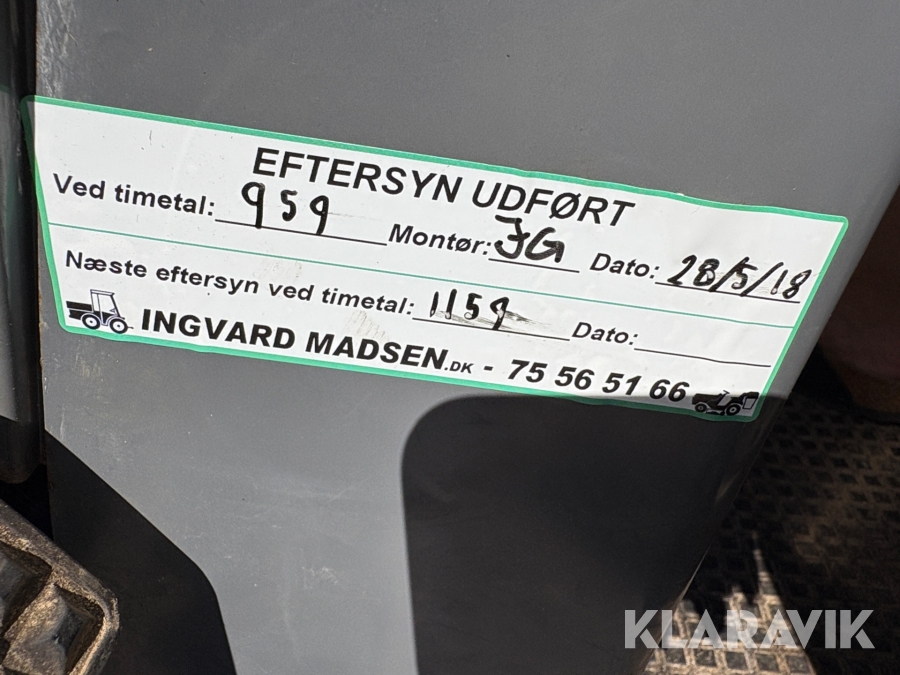 EFTERSYN UDFØRT
Ved timetal: 959 Montør: JG Dato: 28/5/18
Næste eftersyn ved timetal: 1159 Dato:
INGVARD MADSEN.DK - 75 56 51 66
KLARAVIK